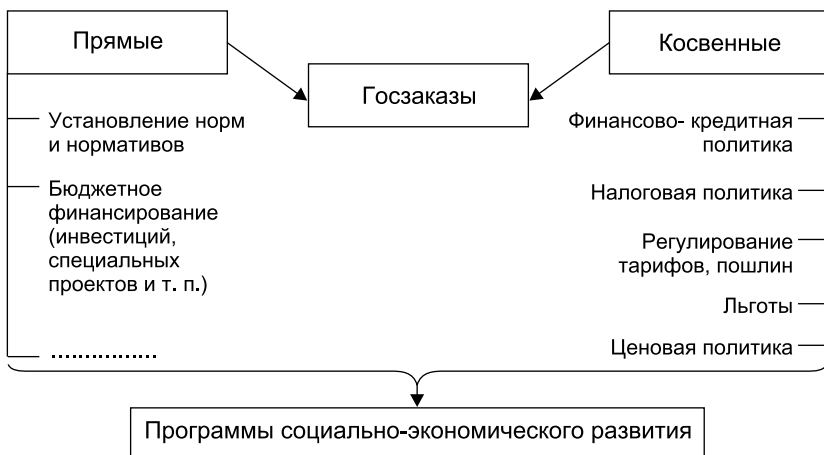 Прямые
Косвенные
Госзаказы
Установление норм
и нормативов
Бюджетное
финансирование
(инвестиций,
специальных
проектов и т. п.)
................
Финансово- кредитная
политика
Налоговая политика
Регулирование
тарифов, пошлин
Льготы
Ценовая политика
Программы социально-экономического развития